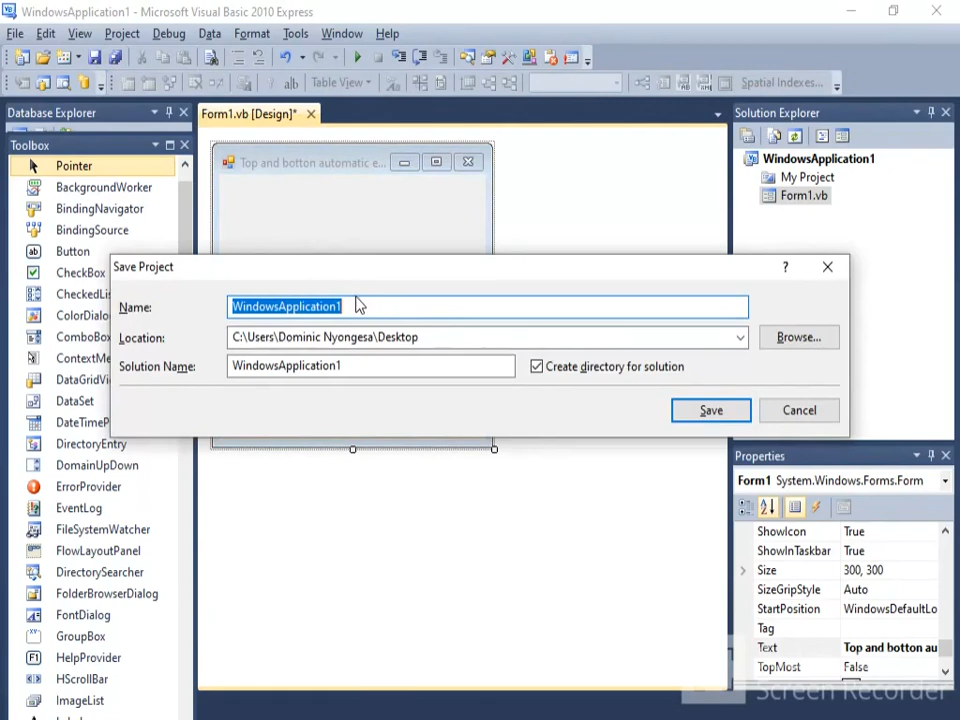 WindowsApplication1 - Microsoft Visual Basic 2010 Express
File Edit View Project Debug Data Format Tools Window Help
Table View
Spatial Indexes...
Database Explorer
Toolbox
Pointer
BackgroundWorker
BindingNavigator
BindingSource
Button
CheckBox
CheckedLis
ColorDialo
ComboBox
ContextMe
DataGridVi
DataSet
DateTimeP
DirectoryEntry
DomainUpDown
ErrorProvider
EventLog
FileSystemWatcher
FlowLayoutPanel
DirectorySearcher
FolderBrowserDialog
FontDialog
GroupBox
HelpProvider
HScrollBar
ImageList
Form1.vb [Design]*
Top and botton automatic e...
Save Project
Name: WindowsApplication1
Location: C:\Users\Dominic Nyongesa\Desktop Browse...
Solution Name: WindowsApplication1 Create directory for solution
Save Cancel
Solution Explorer
WindowsApplication1
My Project
Form1.vb
Properties
Form1 System.Windows.Forms.Form
ShowIcon True
ShowInTaskbar True
Size 300, 300
SizeGripStyle Auto
StartPosition WindowsDefaultLo
Tag
Text Top and botton au
TopMost False
Screen Recorder